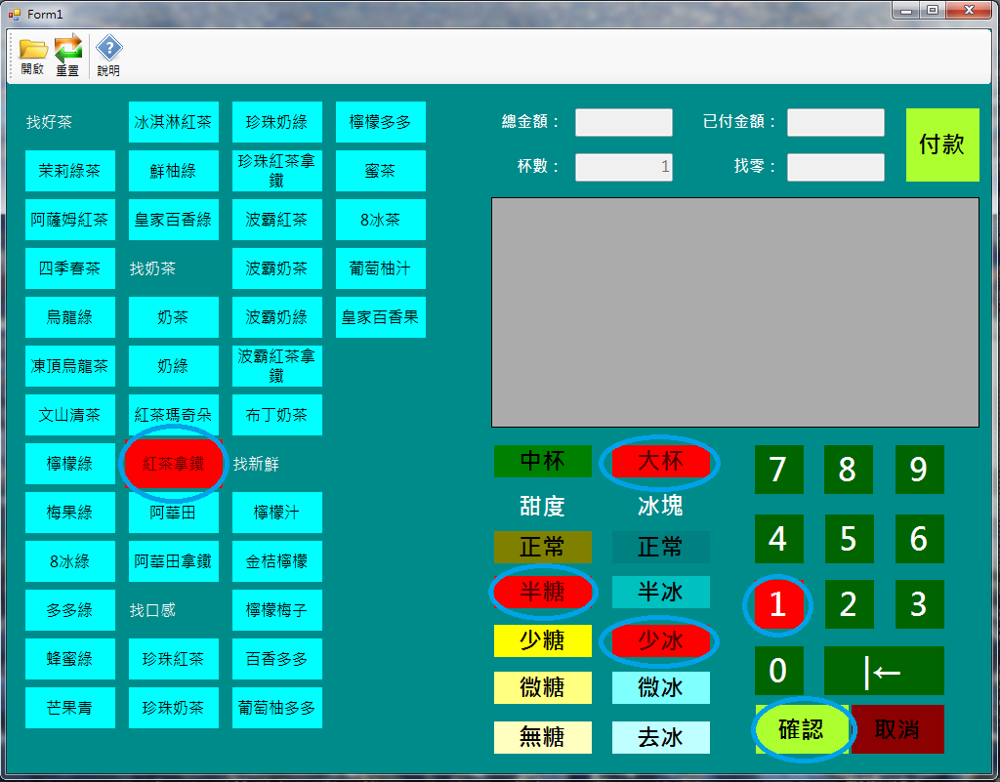 Form1
開啟
重置
說明
找好茶
茉莉綠茶
阿薩姆紅茶
四季春茶
烏龍綠
凍頂烏龍茶
文山清茶
檸檬綠
梅果綠
8冰綠
多多綠
蜂蜜綠
芒果青
冰淇淋紅茶
鮮柚綠
皇家百香綠
找奶茶
奶茶
奶綠
紅茶瑪奇朵
紅茶拿鐵
阿華田
阿華田拿鐵
找口感
珍珠紅茶
珍珠奶茶
珍珠奶綠
珍珠紅茶拿
鐵
波霸紅茶
波霸奶茶
波霸奶綠
波霸紅茶拿
鐵
布丁奶茶
找新鮮
檸檬汁
金桔檸檬
檸檬梅子
百香多多
葡萄柚多多
檸檬多多
蜜茶
8冰茶
葡萄柚汁
皇家百香果
總金額：
已付金額：
付款
杯數：
1
找零：
中杯
大杯
甜度
冰塊
正常
正常
半糖
半冰
少糖
少冰
微糖
微冰
無糖
去冰
7 8 9
4 5 6
1 2 3
0 |←
確認
取消